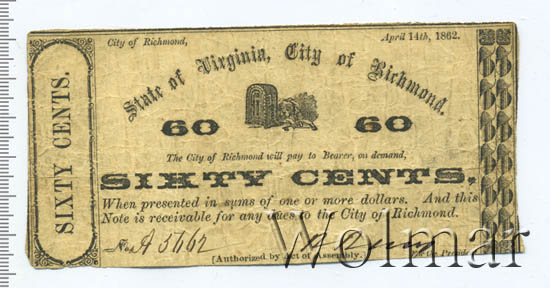 City of Richmond, April 14th, 1862.
State of Virginia, City of Richmond.
60 60
The City of Richmond will pay to Bearer, on demand,
SIXTY CENTS,
When presented in sums of one or more dollars. And this
Note is receivable for any dues to the City of Richmond.
No. A 5662
[Authorized by Act of Assembly.
SIXTY CENTS.
Wolmar